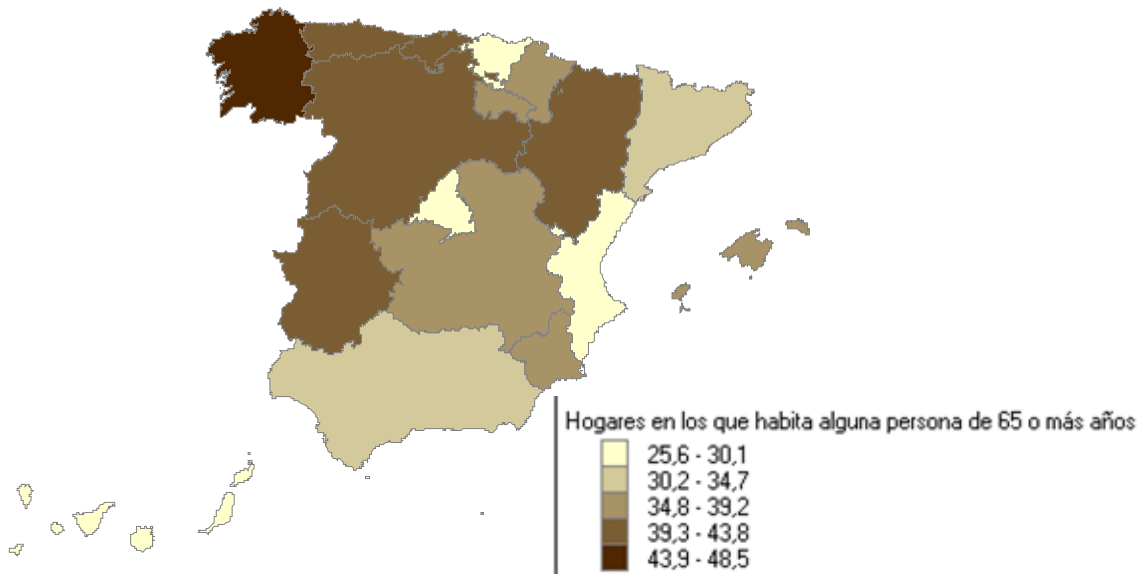 Hogares en los que habita alguna persona de 65 o más años
25,6 - 30,1
30,2 - 34,7
34,8 - 39,2
39,3 - 43,8
43,9 - 48,5